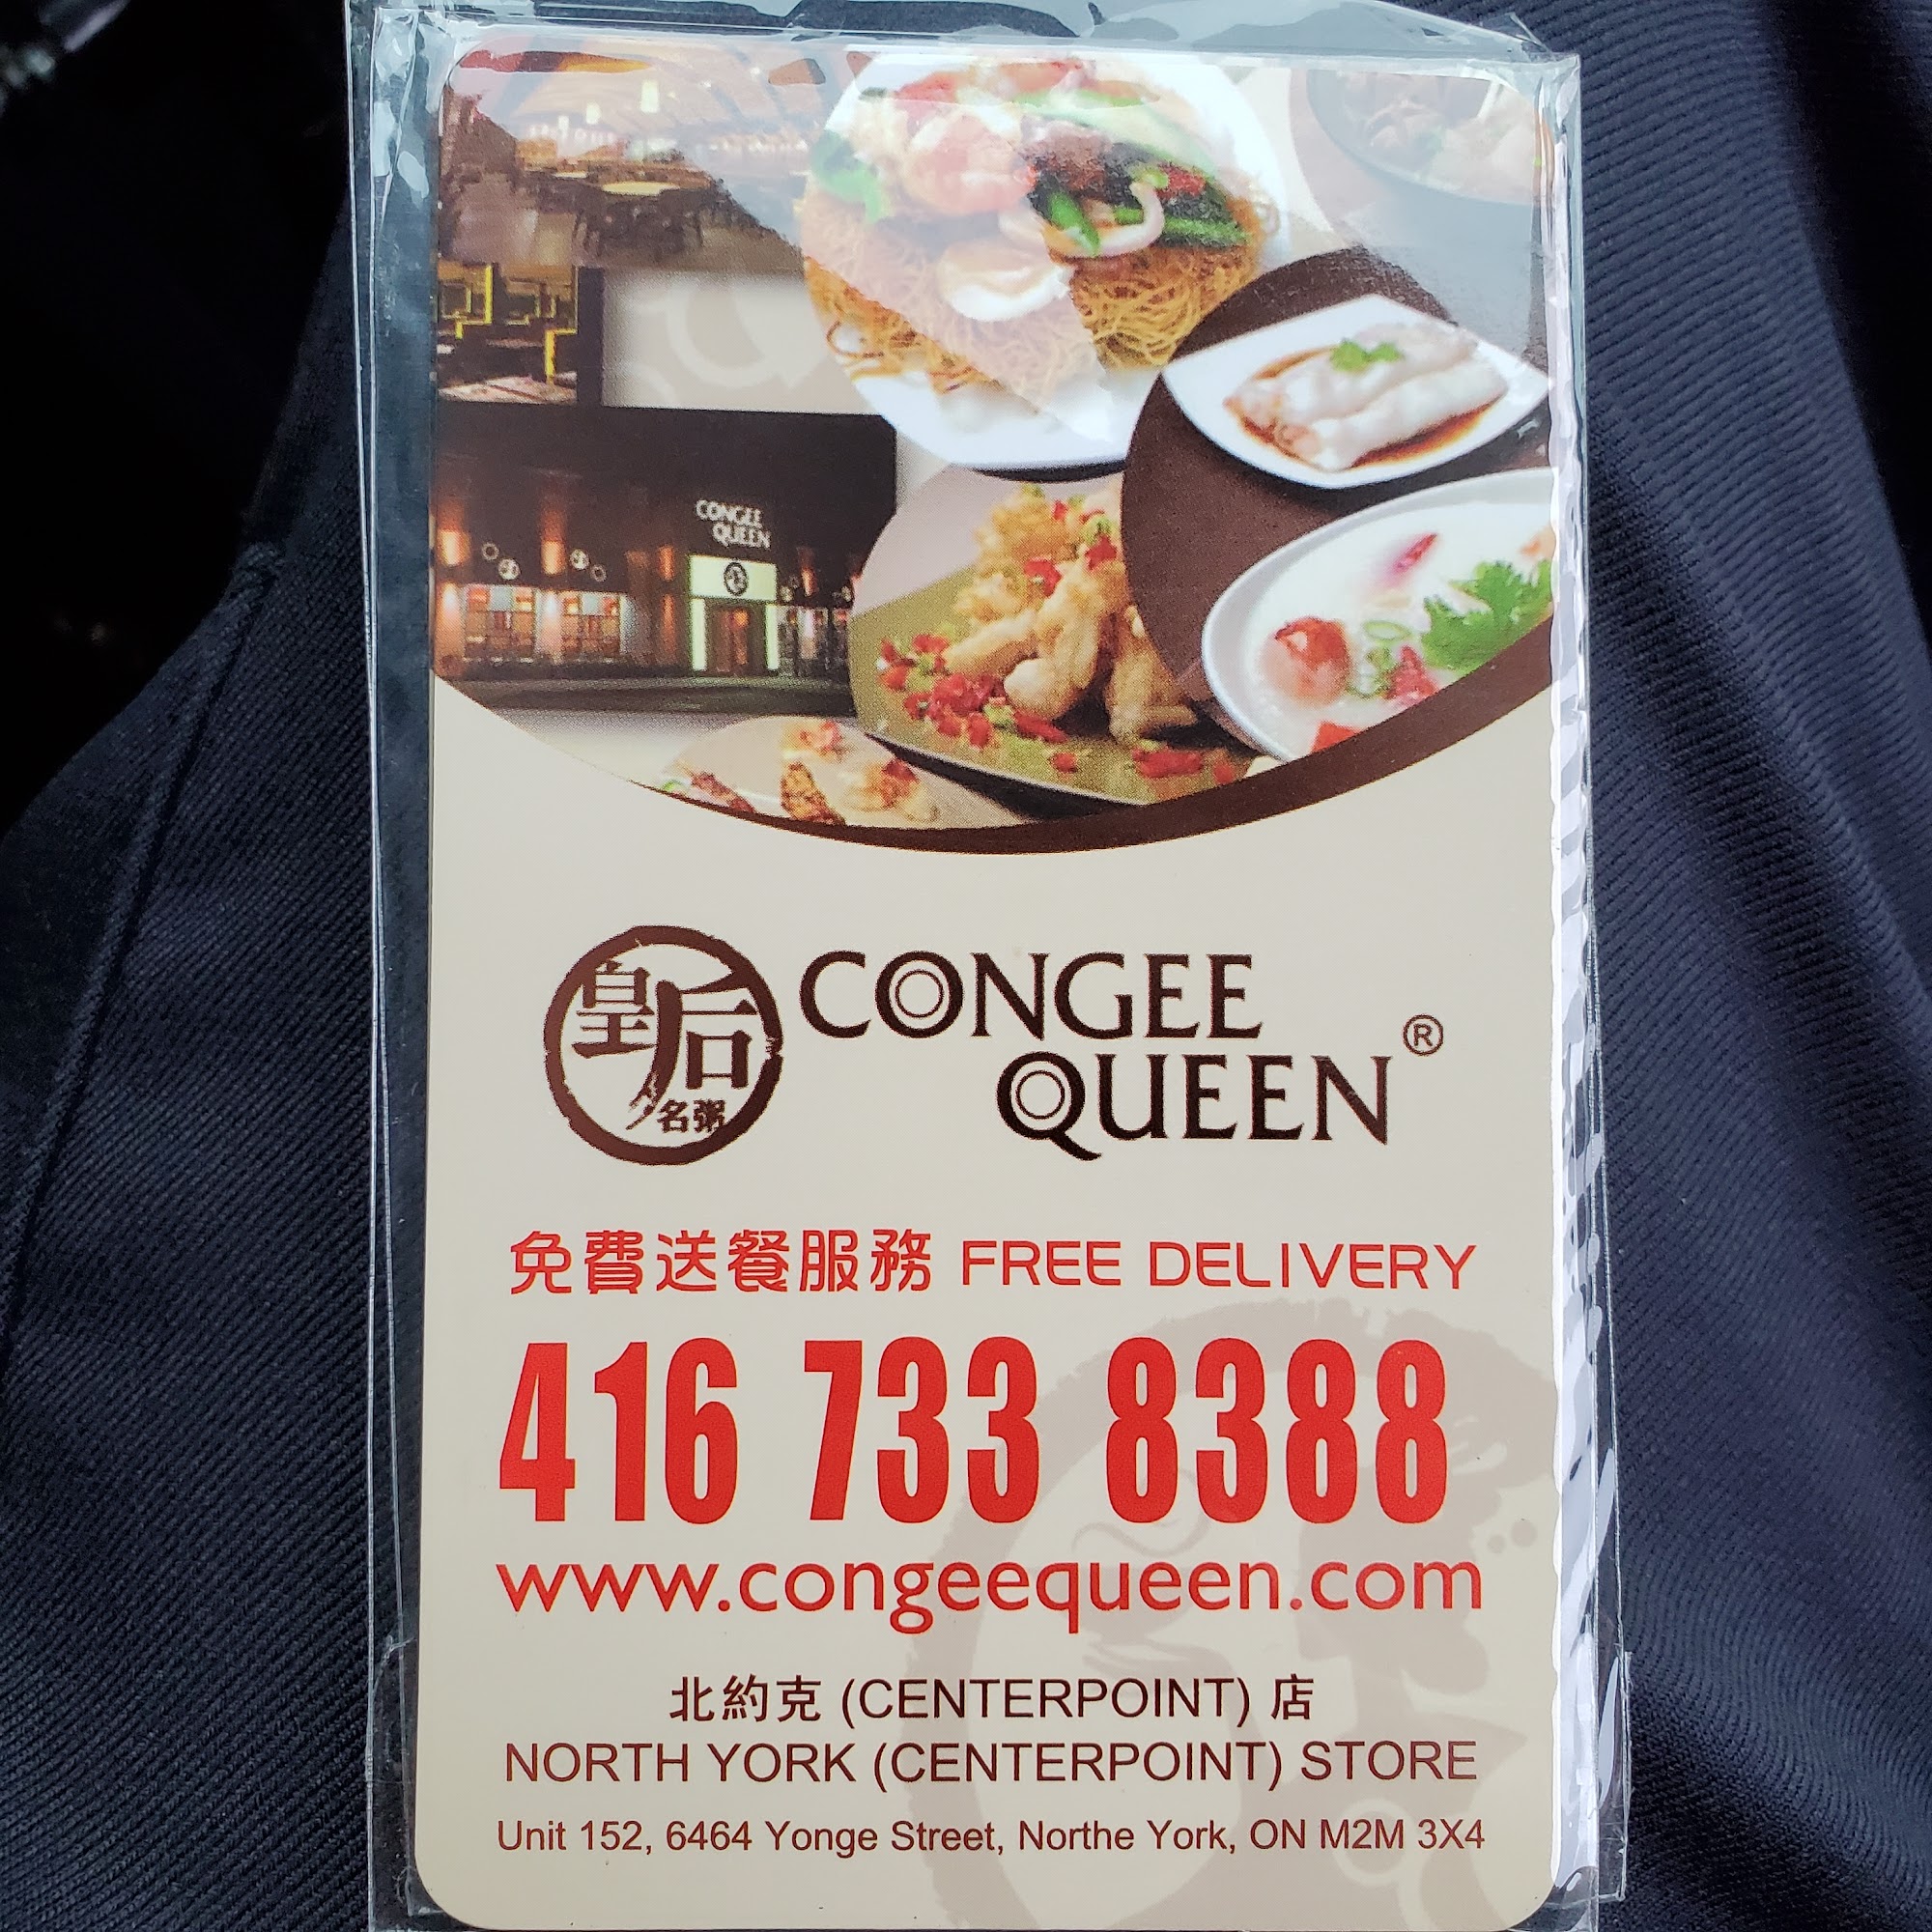 CONGEE
QUEEN
皇后
名粥
CONGEE
QUEEN®
免費送餐服務 FREE DELIVERY
416 733 8388
www.congeequeen.com
北約克 (CENTERPOINT) 店
NORTH YORK (CENTERPOINT) STORE
Unit 152, 6464 Yonge Street, Northe York, ON M2M 3X4